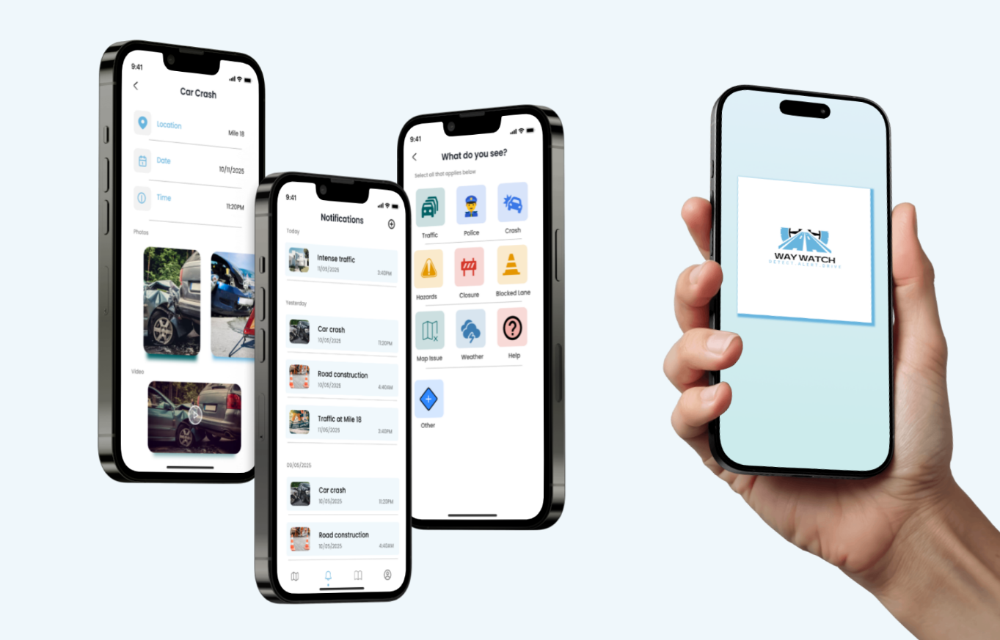 9:41
Car Crash
Location
Mile 18
Date
10/11/2025
Time
11:20PM
Photos
Video
9:41
Notifications
Today
Intense traffic
11/05/2025
3:40PM
Yesterday
Car crash
10/05/2025
11:20PM
Road construction
10/05/2025
4:40AM
Traffic at Mile 18
11/05/2025
3:40PM
09/05/2025
Car crash
10/05/2025
11:20PM
Road construction
10/05/2025
4:40AM
9:41
What do you see?
Select all that applies below
Traffic
Police
Crash
Hazards
Closure
Blocked Lane
Map Issue
Weather
Help
Other
WAY WATCH
DETECT ALERT DRIVE